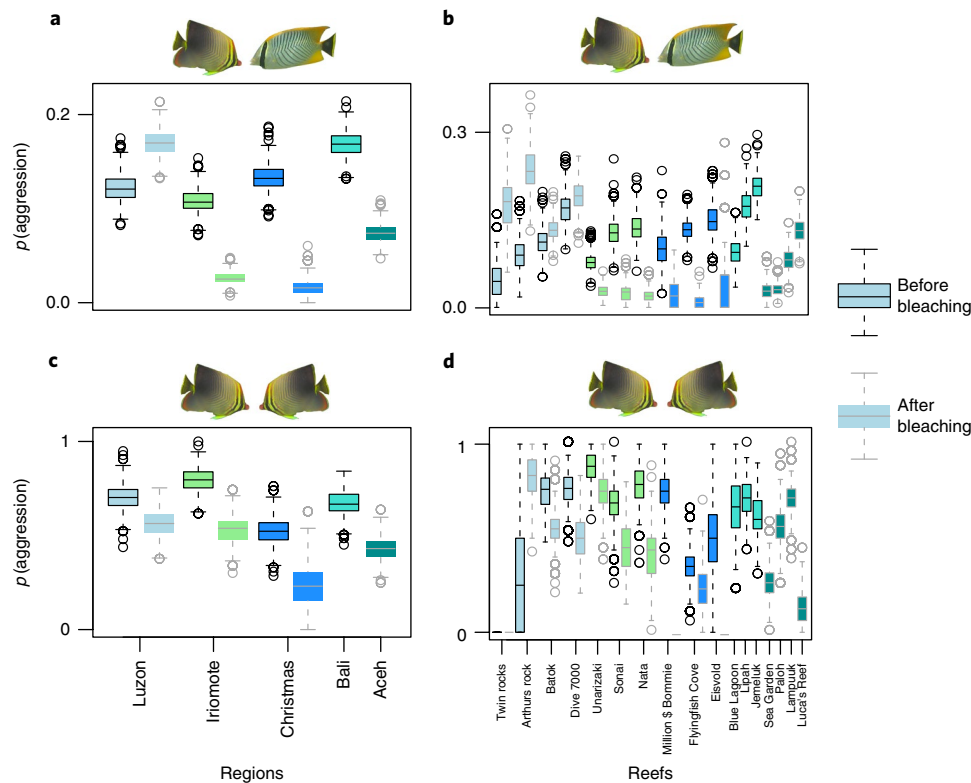 a
b
0.2
0.0
p(aggression)
0.3
0.0
Before
bleaching
After
bleaching
c
d
1
0
p(aggression)
1
0
Luzon
Iriomote
Christmas
Bali
Aceh
Regions
Twin rocks
Arthurs rock
Batok
Dive 7000
Unarizaki
Sonai
Nata
Million $ Bommie
Flyingfish Cove
Eisvold
Blue Lagoon
Lipah
Jemeluk
Sea Garden
Paloh
Lampuuk
Luca's Reef
Reefs